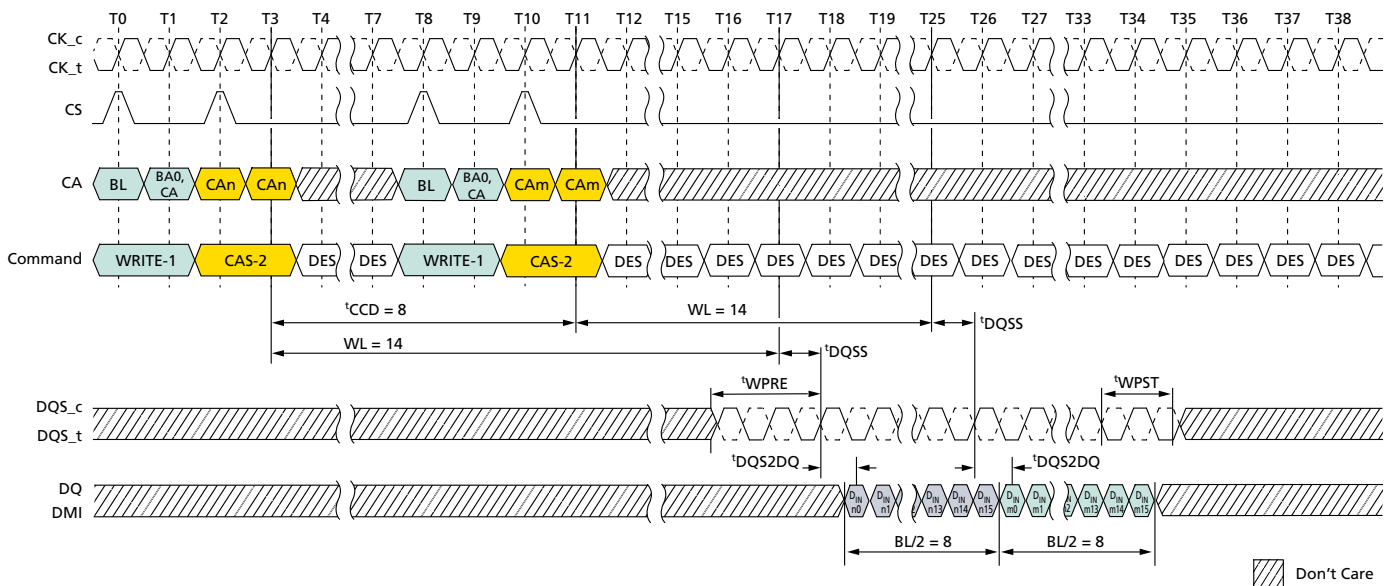 T0 T1 T2 T3 T4 T7 T8 T9 T10 T11 T12 T15 T16 T17 T18 T19 T25 T26 T27 T33 T34 T35 T36 T37 T38
CK_c
CK_t
CS
CA BL BA0, CA CAn CAn BL BA0, CA CAm CAm
Command WRITE-1 CAS-2 DES DES WRITE-1 CAS-2 DES DES DES DES DES DES DES DES DES DES DES DES DES DES DES
tCCD = 8 WL = 14 tDQSS
WL = 14 tDQSS
tWPRE tWPST
DQS_c
DQS_t
tDQS2DQ tDQS2DQ
DQ
DMI
DIN n0 DIN n1 DIN n13 DIN n14 DIN n15 DIN m0 DIN m1 DIN m13 DIN m14 DIN m15
BL/2 = 8 BL/2 = 8
Don't Care